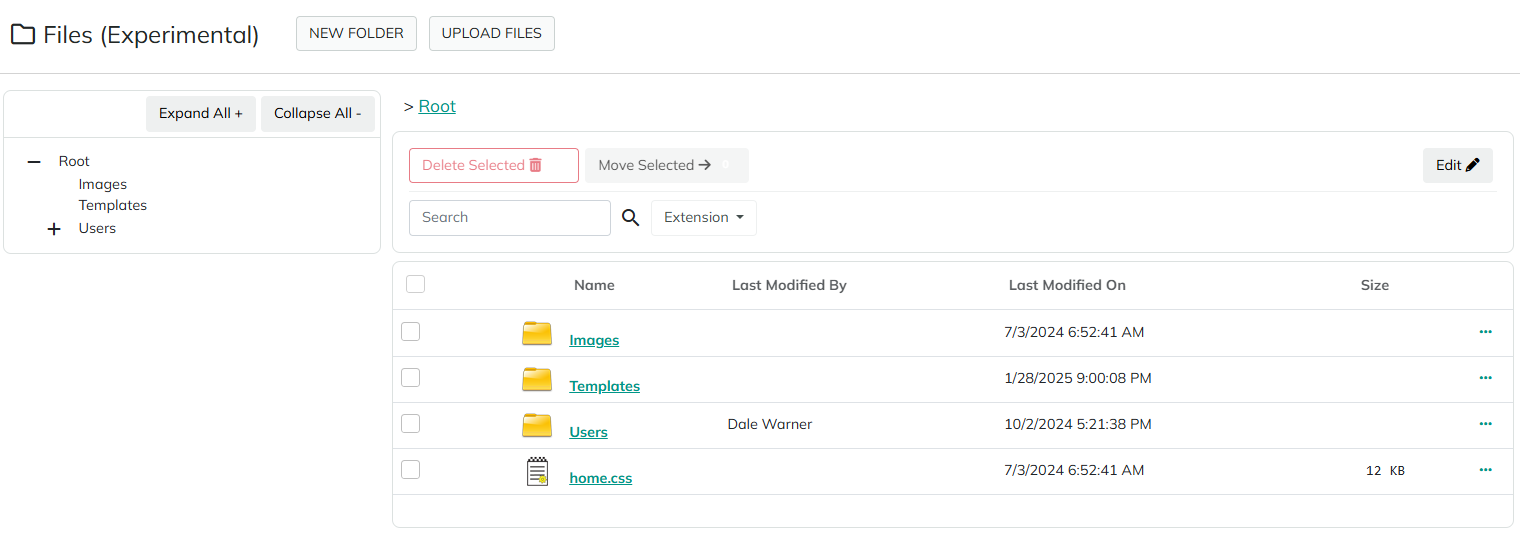 Files (Experimental) NEW FOLDER UPLOAD FILES
Expand All + Collapse All -
Root
Images
Templates
Users
> Root
Delete Selected Move Selected 0 Edit
Search Extension
Name Last Modified By Last Modified On Size
Images 7/3/2024 6:52:41 AM ...
Templates 1/28/2025 9:00:08 PM ...
Users Dale Warner 10/2/2024 5:21:38 PM ...
home.css 7/3/2024 6:52:41 AM 12 KB ...